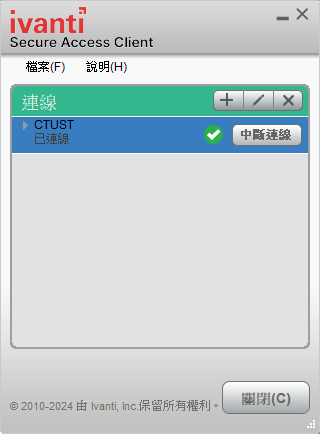 ivanti
Secure Access Client
檔案(F) 說明(H)
連線
CTUST
已連線
中斷連線
© 2010-2024 由 Ivanti, Inc.保留所有權利。
關閉(C)